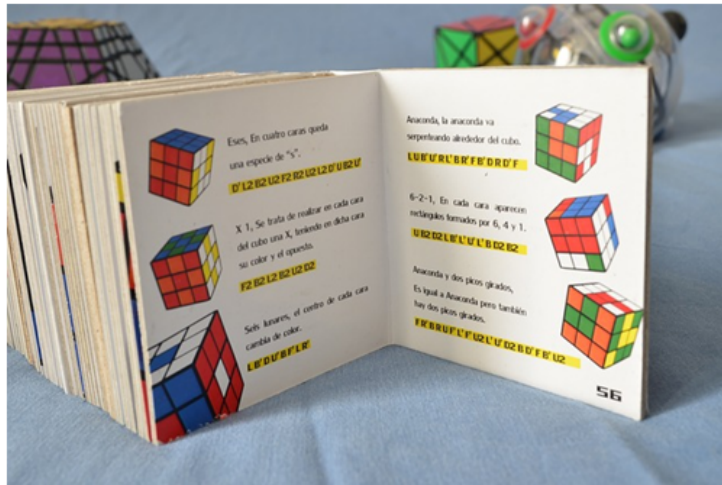 Eses, En cuatro caras queda
una especie de "s".
D' L2 B2 U2 F2 B2 U2 L2 D' U B2 U'
X 1, Se trata de realizar en cada cara
del cubo una X, teniendo en dicha cara
su color y el opuesto.
F2 B2 L2 B2 U2 D2
Seis lunares, el centro de cada cara
cambia de color.
L B' D U' B F' L R'
Anaconda, la anaconda va
serpenteando alrededor del cubo.
L U B' U' R L' B R' F B' D R D' F'
6-2-1, En cada cara aparecen
rectángulos formados por 6, 4 y 1.
U B2 D2 L B' L' U' L' B D2 B2
Anaconda y dos picos girados,
Es igual a Anaconda pero también
hay dos picos girados.
56